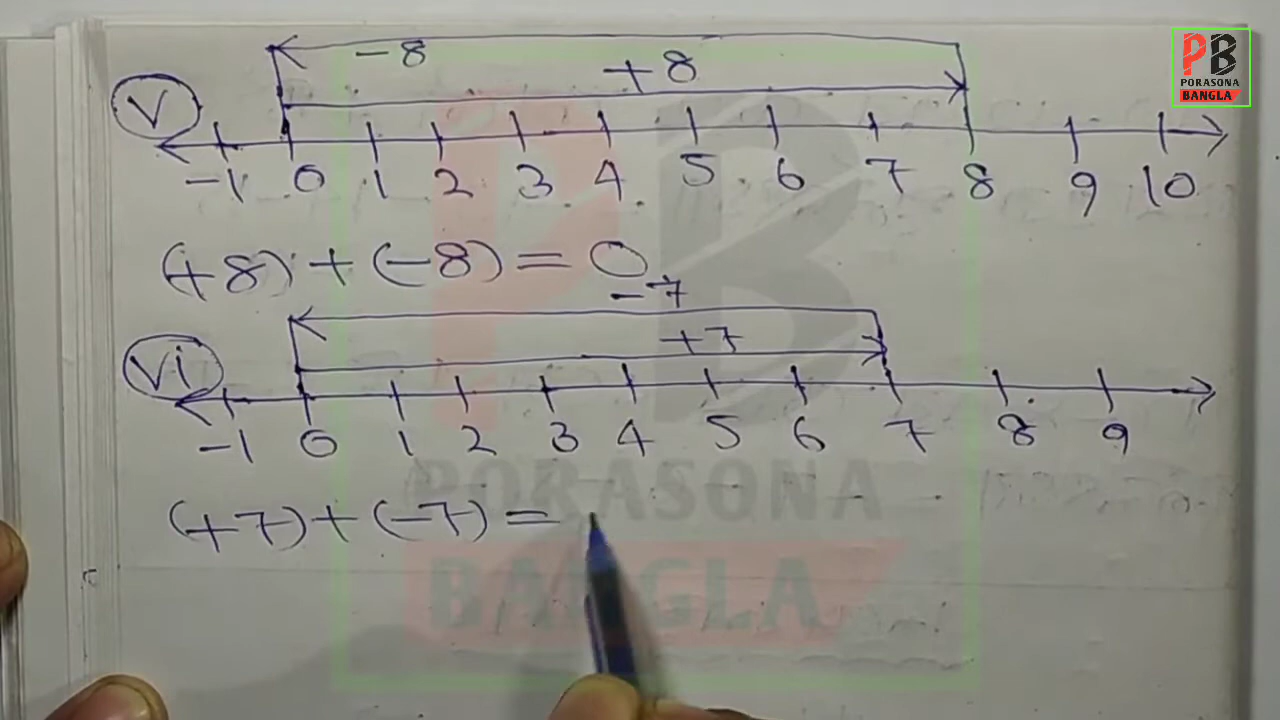 PB
PORASONA
BANGLA
-8
+8
V
-1 0 1 2 3 4 5 6 7 8 9 10
(+8) + (-8) = 0
-7
+7
Vi
-1 0 1 2 3 4 5 6 7 8 9
(+7) + (-7) =
PB
PORASONA
BANGLA